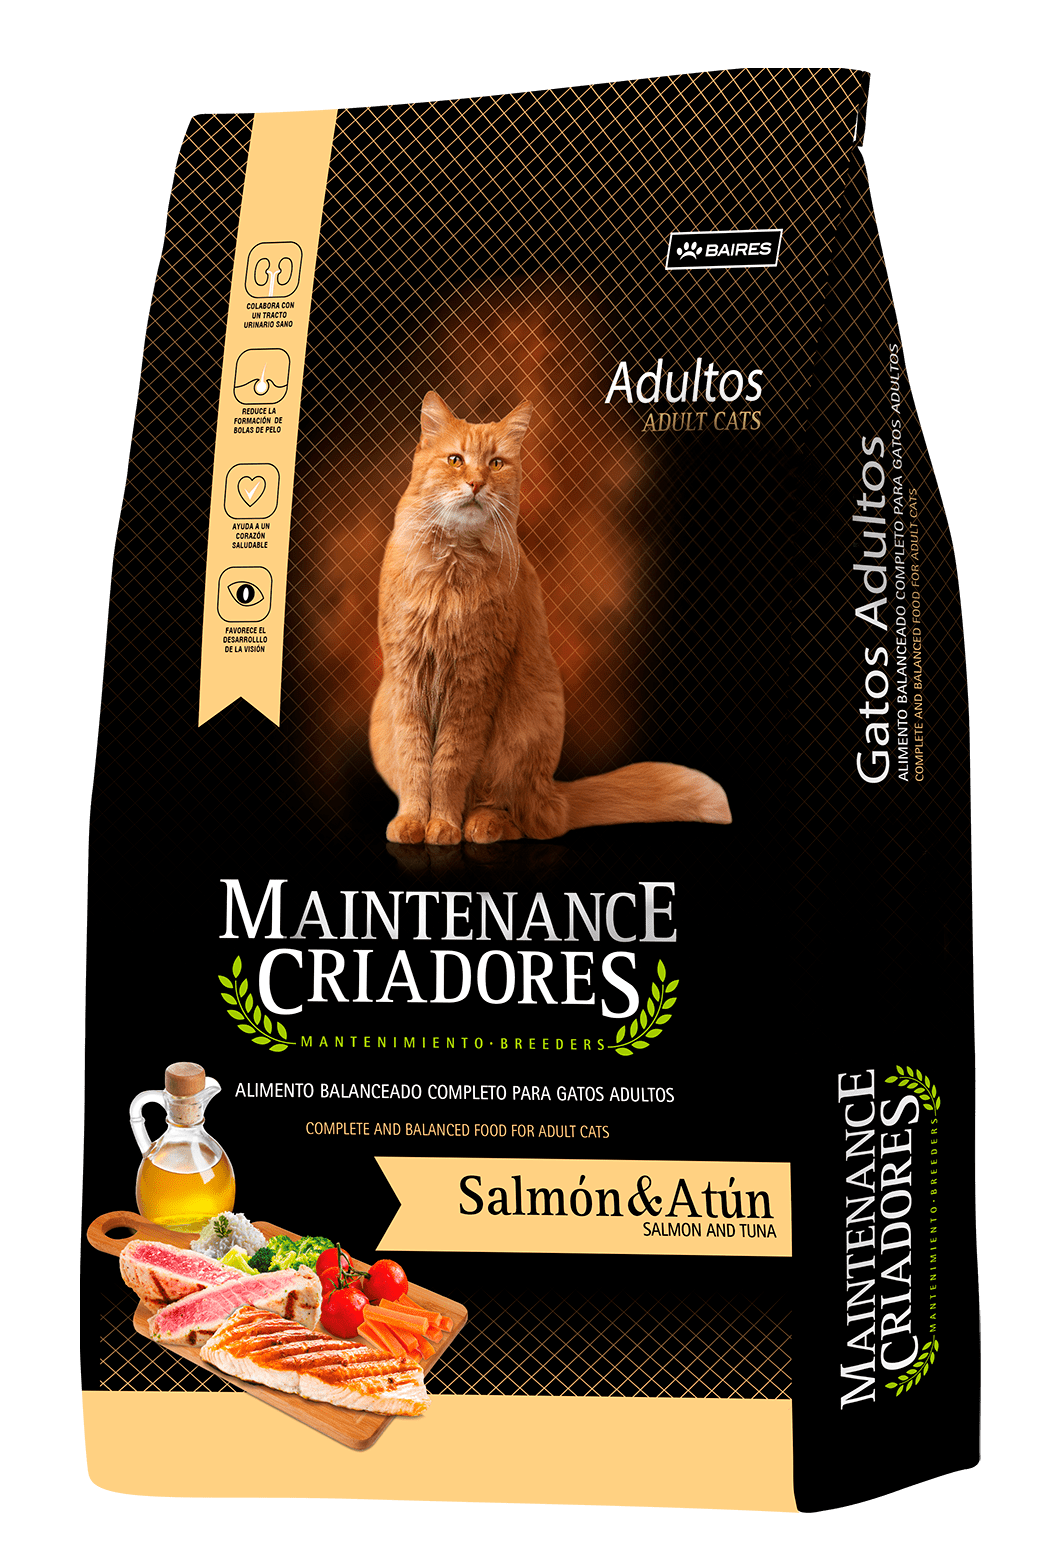 BAIRES
Adultos
ADULT CATS
COLABORA CON
UN TRACTO
URINARIO SANO
REDUCE LA
FORMACIÓN DE
BOLAS DE PELO
AYUDA A UN
CORAZÓN
SALUDABLE
FAVORECE EL
DESARROLLLO
DE LA VISIÓN
MAINTENANCE
CRIADORES
MANTENIMIENTO · BREEDERS
ALIMENTO BALANCEADO COMPLETO PARA GATOS ADULTOS
COMPLETE AND BALANCED FOOD FOR ADULT CATS
Salmón&Atún
SALMON AND TUNA
Gatos Adultos
ALIMENTO BALANCEADO COMPLETO PARA GATOS ADULTOS
COMPLETE AND BALANCED FOOD FOR ADULT CATS
MAINTENANCE
CRIADORES
MANTENIMIENTO · BREEDERS